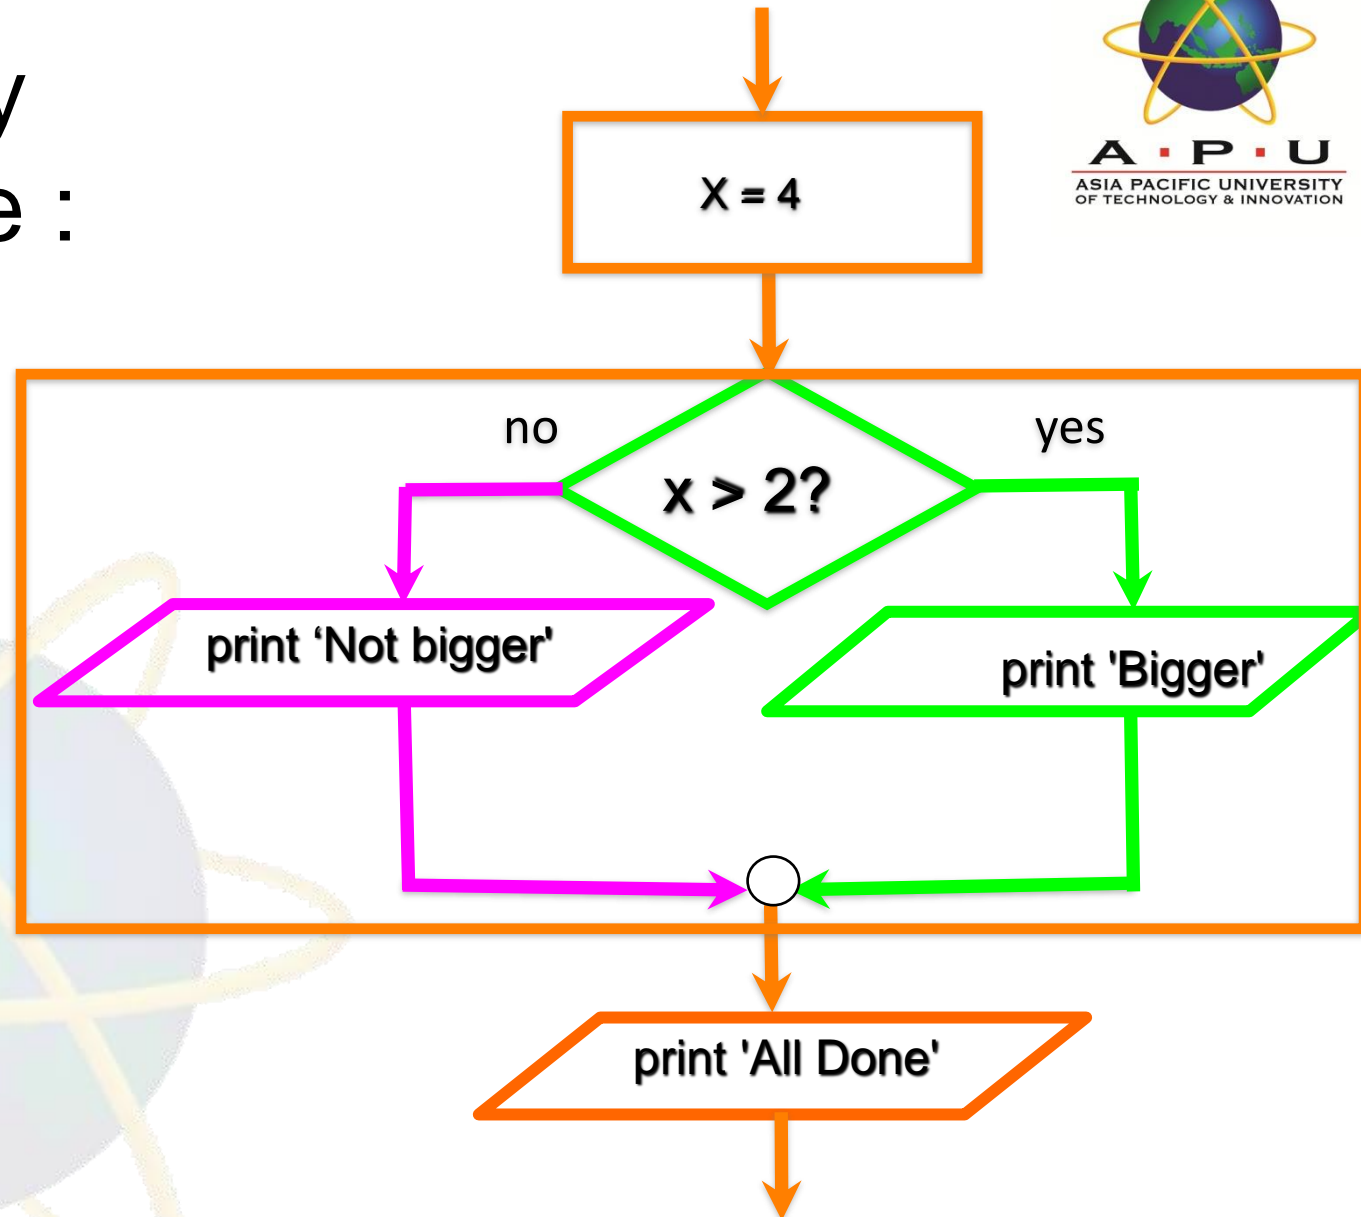 y
e :
A·P·U
ASIA PACIFIC UNIVERSITY
OF TECHNOLOGY & INNOVATION
X = 4
no
yes
x > 2?
print ‘Not bigger'
print 'Bigger'
print 'All Done'